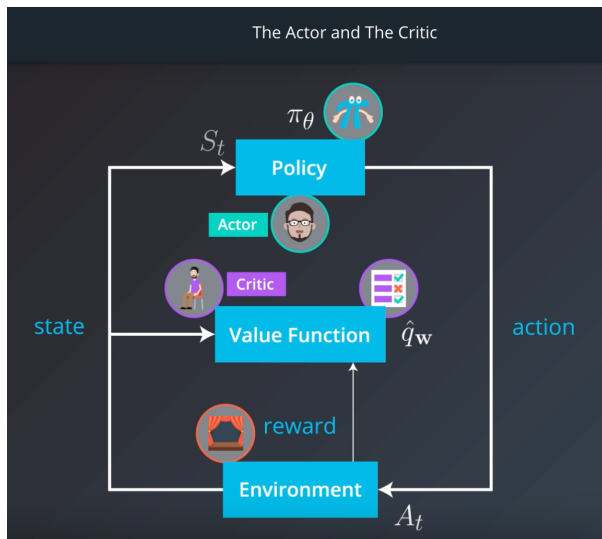 The Actor and The Critic
π_θ
S_t
Policy
Actor
Critic
state
Value Function
q̂_w
action
reward
Environment
A_t